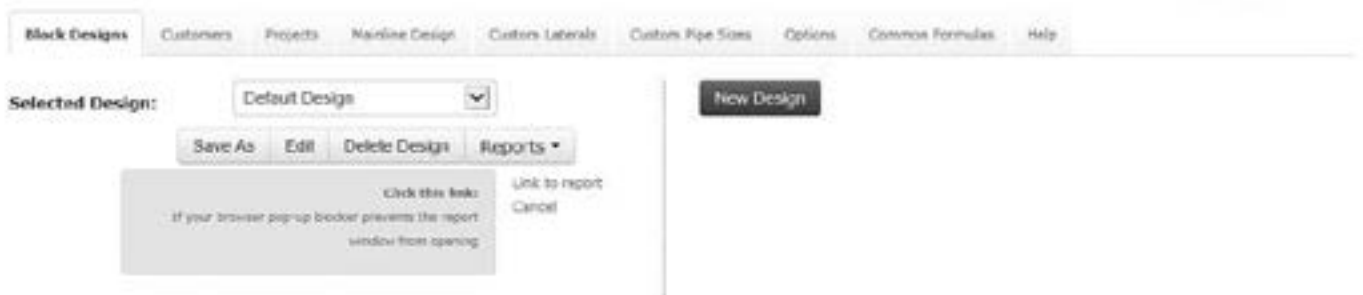 Block Designs Customers Projects Mainline Design Custom Laterals Custom Pipe Sizes Options Common Formulas Help
Selected Design: Default Design New Design
Save As Edit Delete Design Reports
Click this link: Link to report
If your browser pop-up blocker prevents the report Cancel
window from opening